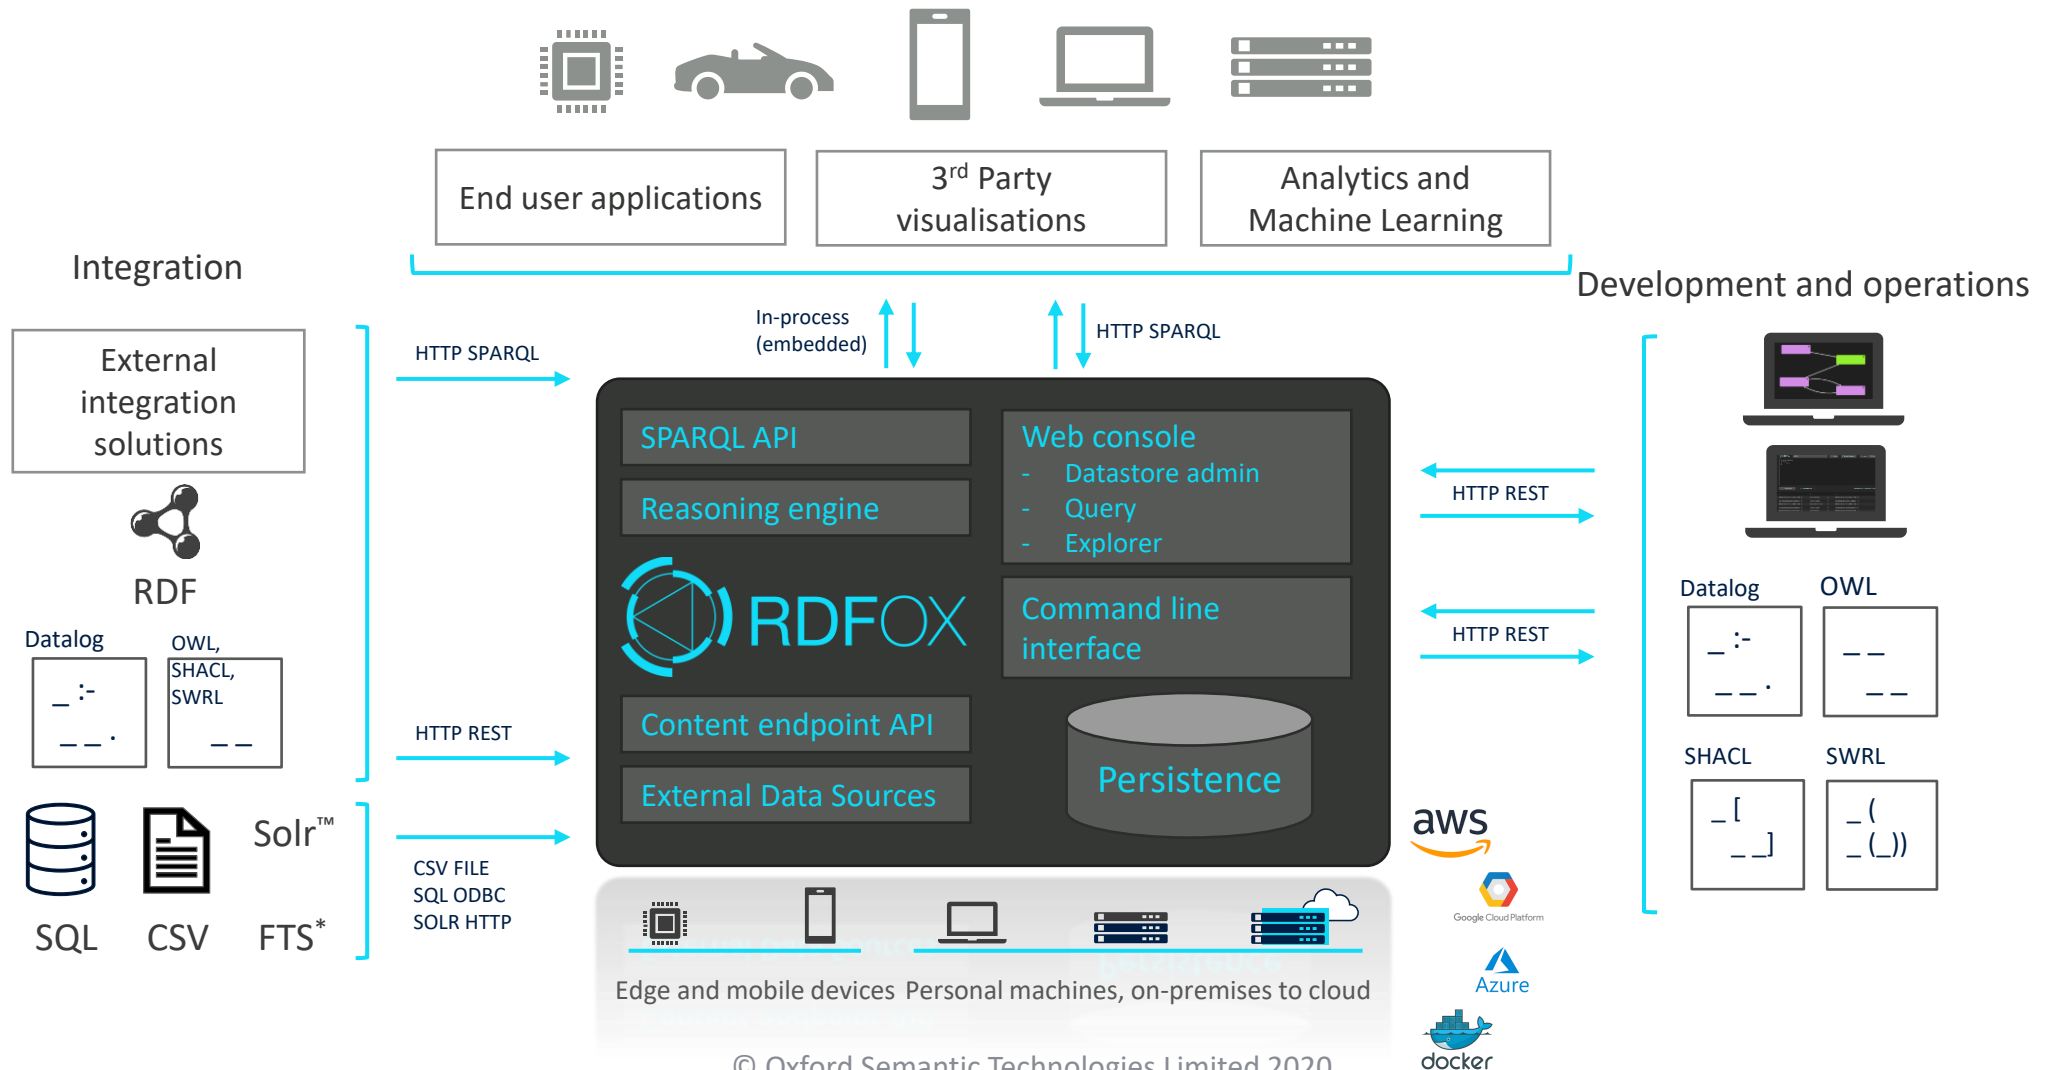 End user applications
3rd Party
visualisations
Analytics and
Machine Learning
Integration
Development and operations
External
integration
solutions
RDF
Datalog
_ :-
_ _ .
OWL,
SHACL,
SWRL
_ _
SQL
CSV
Solr™
FTS*
HTTP SPARQL
HTTP REST
CSV FILE
SQL ODBC
SOLR HTTP
In-process
(embedded)
HTTP SPARQL
SPARQL API
Reasoning engine
RDFOX
Content endpoint API
External Data Sources
Web console
- Datastore admin
- Query
- Explorer
Command line
interface
Persistence
Edge and mobile devices
Personal machines, on-premises to cloud
© Oxford Semantic Technologies Limited 2020
aws
Google Cloud Platform
Azure
docker
HTTP REST
HTTP REST
Datalog
_ :-
_ _ .
OWL
_ _
_ _
SHACL
_ [
_ _]
SWRL
_ (
_ (_))